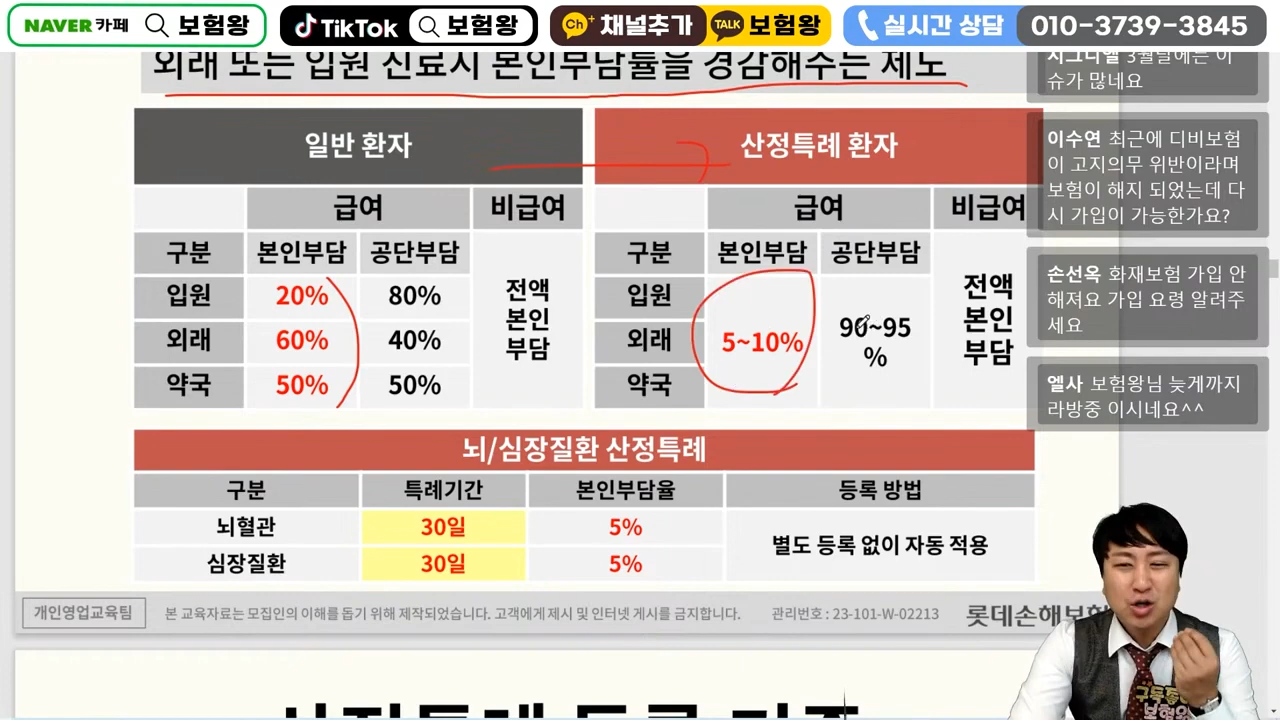 NAVER 카페 보험왕
TikTok 보험왕
Ch+ 채널추가 TALK 보험왕
실시간 상담 010-3739-3845
외래 또는 입원 진료시 본인부담률을 경감해주는 제도
일반 환자
급여 비급여
구분 본인부담 공단부담
입원 20% 80%
외래 60% 40%
약국 50% 50%
전액
본인
부담
산정특례 환자
급여 비급여
구분 본인부담 공단부담
입원
외래
약국
5~10%
90~95
%
전액
본인
부담
뇌/심장질환 산정특례
구분 특례기간 본인부담율 등록 방법
뇌혈관 30일 5%
심장질환 30일 5%
별도 등록 없이 자동 적용
개인영업교육팀 본 교육자료는 모집인의 이해를 돕기 위해 제작되었습니다. 고객에게 제시 및 인터넷 게시를 금지합니다. 관리번호 : 23-101-W-02213 롯데손해보험
3월달에는 이
슈가 많네요
이수연 최근에 디비보험
이 고지의무 위반이라며
보험이 해지 되었는데 다
시 가입이 가능한가요?
손선옥 화재보험 가입 안
해져요 가입 요령 알려주
세요
엘사 보험왕님 늦게까지
라방중 이시네요^^